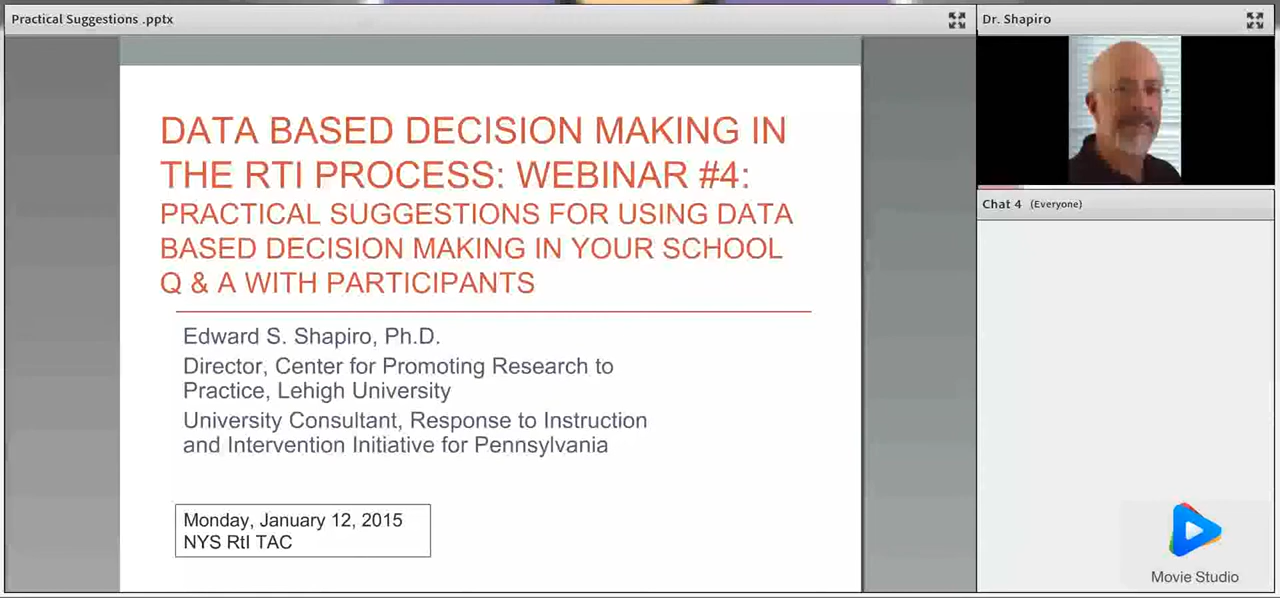 Practical Suggestions .pptx
DATA BASED DECISION MAKING IN
THE RTI PROCESS: WEBINAR #4:
PRACTICAL SUGGESTIONS FOR USING DATA
BASED DECISION MAKING IN YOUR SCHOOL
Q & A WITH PARTICIPANTS
Edward S. Shapiro, Ph.D.
Director, Center for Promoting Research to
Practice, Lehigh University
University Consultant, Response to Instruction
and Intervention Initiative for Pennsylvania
Monday, January 12, 2015
NYS RtI TAC
Dr. Shapiro
Chat 4 (Everyone)
Movie Studio